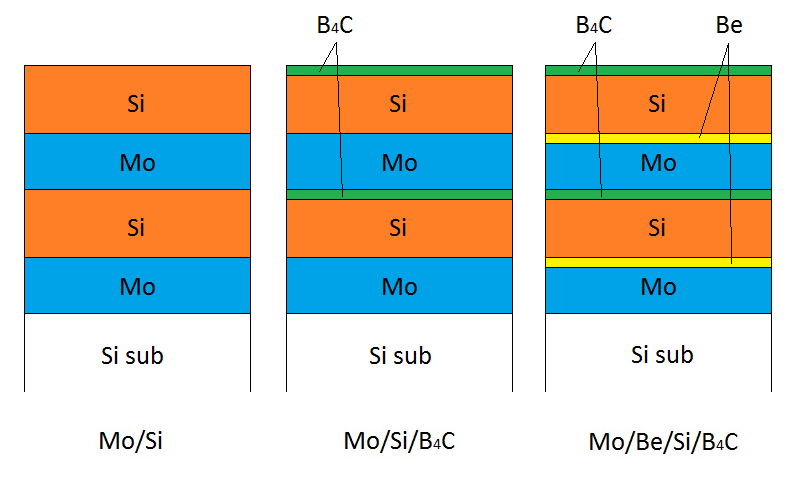 B₄C B₄C Be
Si Si Si
Mo Mo Mo
Si Si Si
Mo Mo Mo
Si sub Si sub Si sub
Mo/Si Mo/Si/B₄C Mo/Be/Si/B₄C